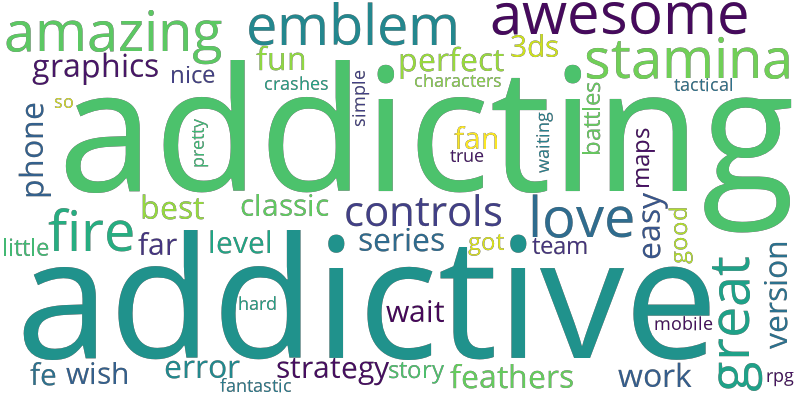 amazing
emblem
awesome
graphics
nice
fun
perfect
3ds
stamina
crashes
characters
tactical
so
phone
pretty
simple
addicting
fan
true
waiting
battles
maps
best
classic
controls
love
easy
good
little
fire
far
level
series
got
team
version
addictive
hard
wait
mobile
great
fe
wish
error
fantastic
strategy
story
feathers
work
rpg